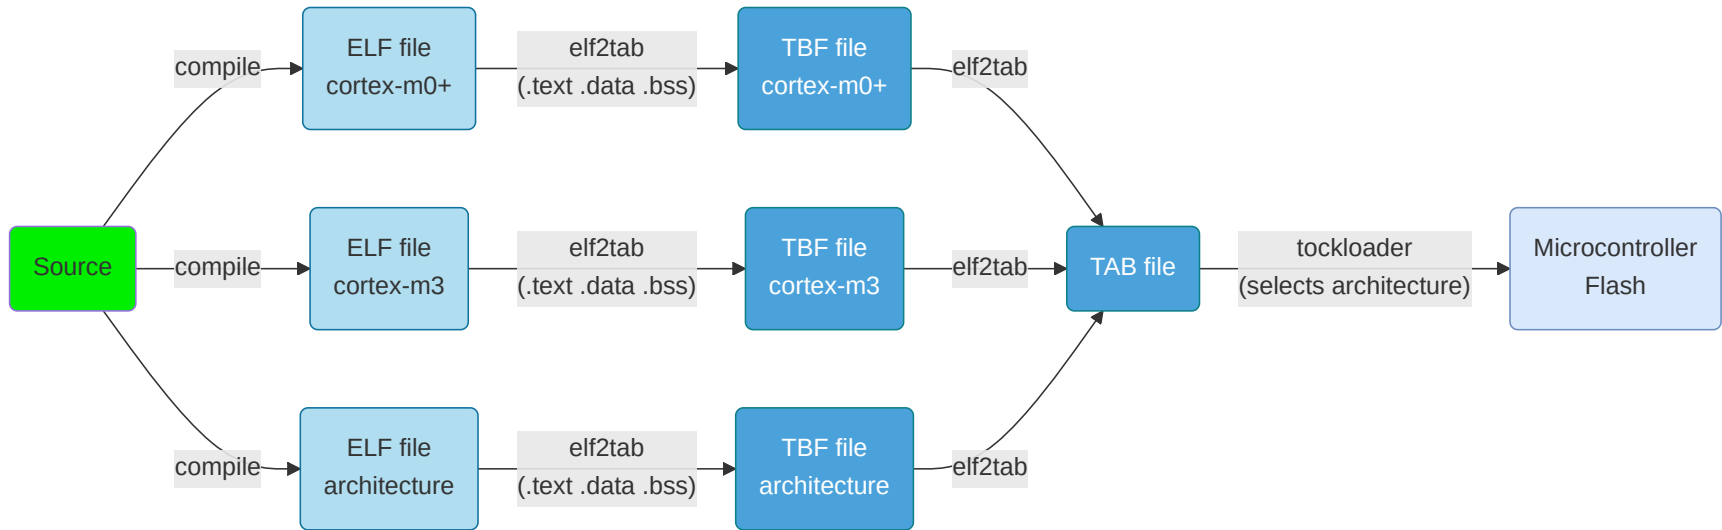 compile
ELF file
cortex-m0+
elf2tab
(.text .data .bss)
TBF file
cortex-m0+
elf2tab
Source
compile
ELF file
cortex-m3
elf2tab
(.text .data .bss)
TBF file
cortex-m3
elf2tab
TAB file
tockloader
(selects architecture)
Microcontroller
Flash
compile
ELF file
architecture
elf2tab
(.text .data .bss)
TBF file
architecture
elf2tab